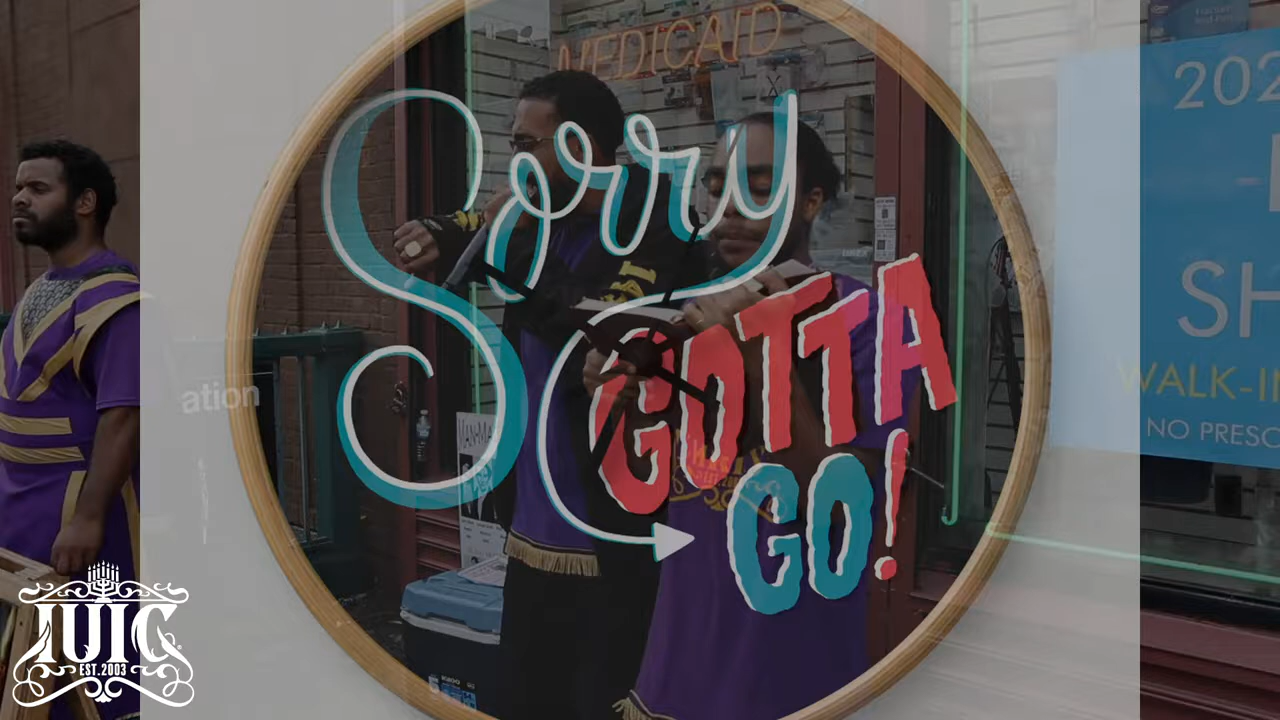 MEDICAID
Sorry
GOTTA
GO!
202
SH
WALK-IN
NO PRESC
ation
IUIC
EST. 2003